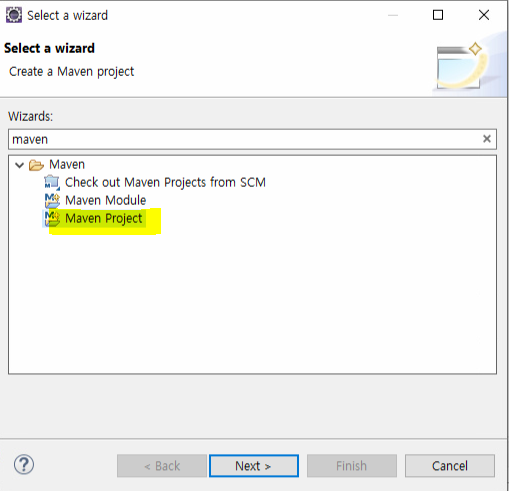 Select a wizard
Select a wizard
Create a Maven project
Wizards:
maven
Maven
Check out Maven Projects from SCM
Maven Module
Maven Project
< Back
Next >
Finish
Cancel